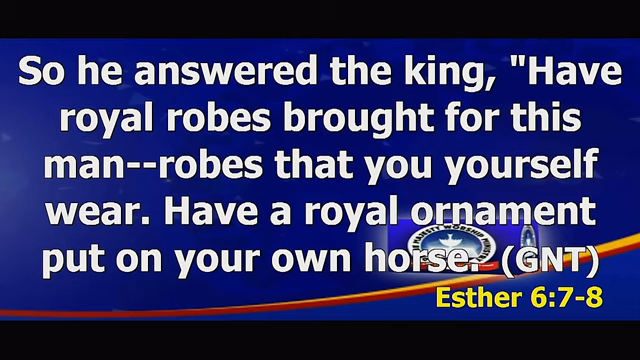 So he answered the king, "Have
royal robes brought for this
man--robes that you yourself
wear. Have a royal ornament
put on your own horse. (GNT)
Esther 6:7-8